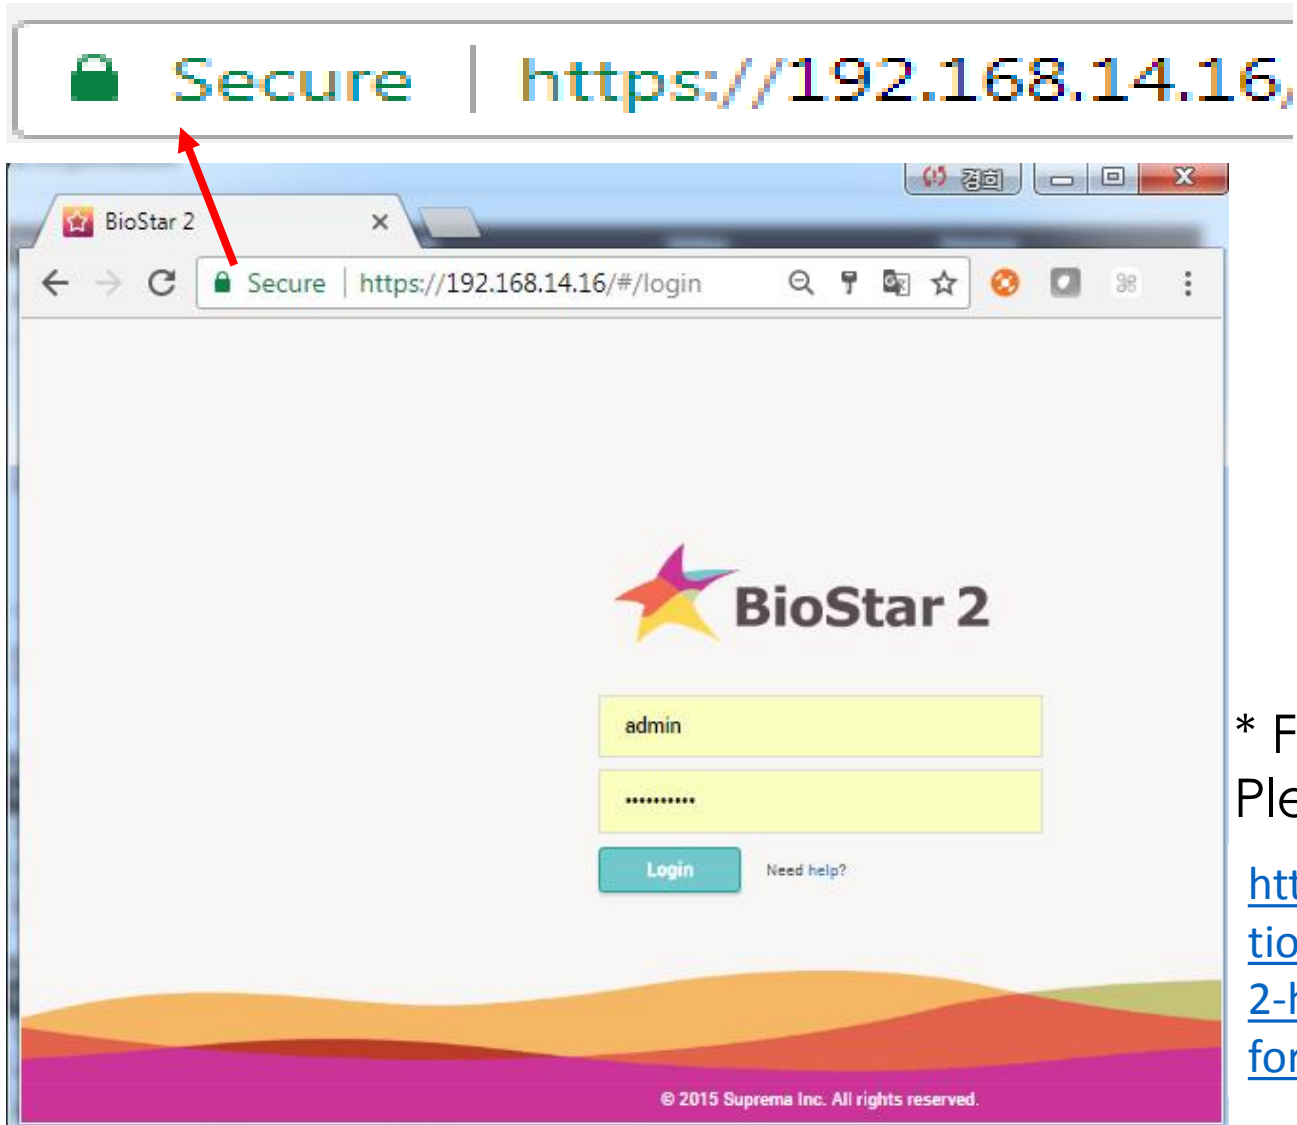 Secure | https://192.168.14.16/
경희
BioStar 2
Secure | https://192.168.14.16/#/login
BioStar 2
admin
••••••••••
Login Need help?
* F
Ple
htt
tio
2-h
for
© 2015 Suprema Inc. All rights reserved.